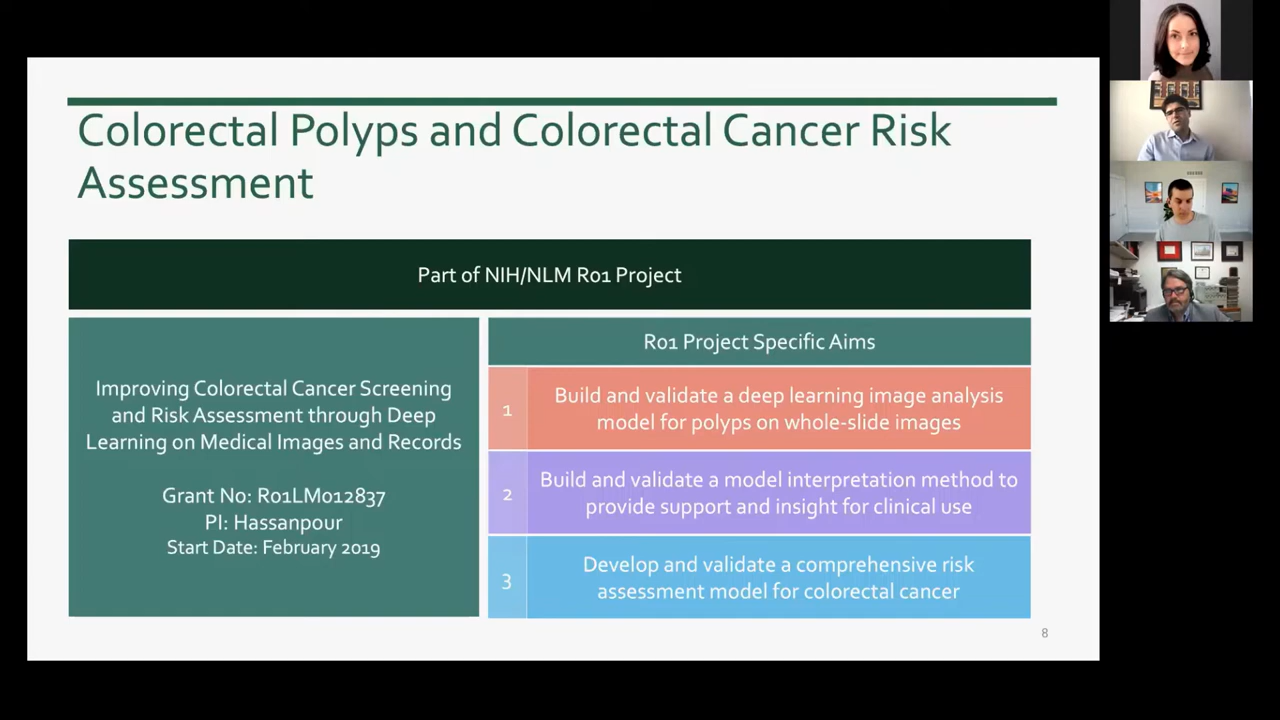 Colorectal Polyps and Colorectal Cancer Risk
Assessment
Part of NIH/NLM R01 Project
Improving Colorectal Cancer Screening
and Risk Assessment through Deep
Learning on Medical Images and Records
Grant No: R01LM012837
PI: Hassanpour
Start Date: February 2019
R01 Project Specific Aims
1
Build and validate a deep learning image analysis
model for polyps on whole-slide images
2
Build and validate a model interpretation method to
provide support and insight for clinical use
3
Develop and validate a comprehensive risk
assessment model for colorectal cancer
8